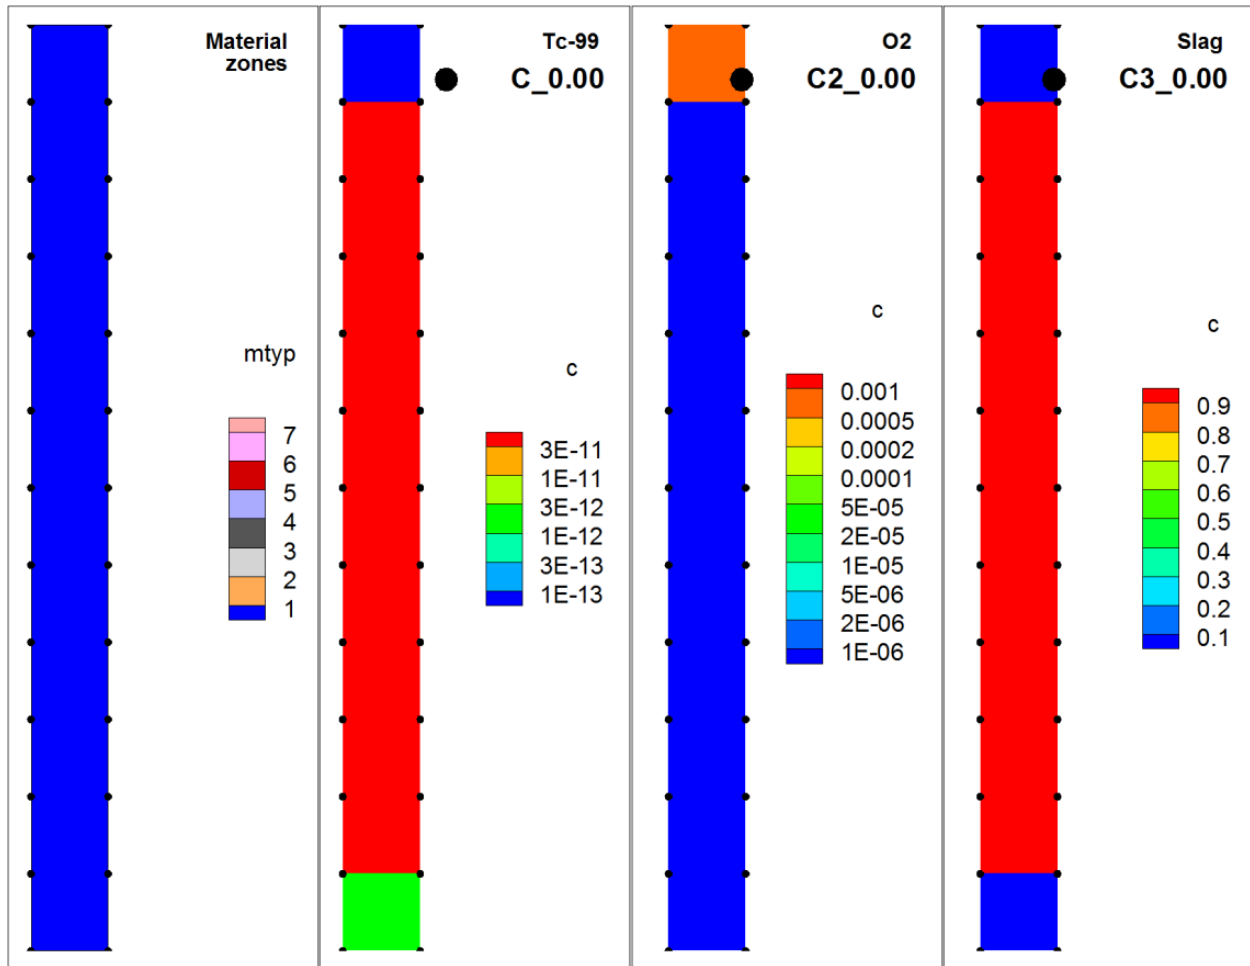 Material
zones
mtyp
7
6
5
4
3
2
1
Tc-99
C_0.00
c
3E-11
1E-11
3E-12
1E-12
3E-13
1E-13
O2
C2_0.00
c
0.001
0.0005
0.0002
0.0001
5E-05
2E-05
1E-05
5E-06
2E-06
1E-06
Slag
C3_0.00
c
0.9
0.8
0.7
0.6
0.5
0.4
0.3
0.2
0.1